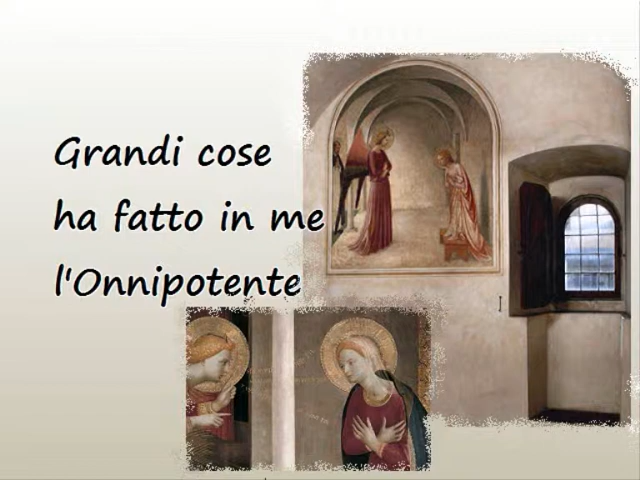 Grandi cose
ha fatto in me
l'Onnipotente